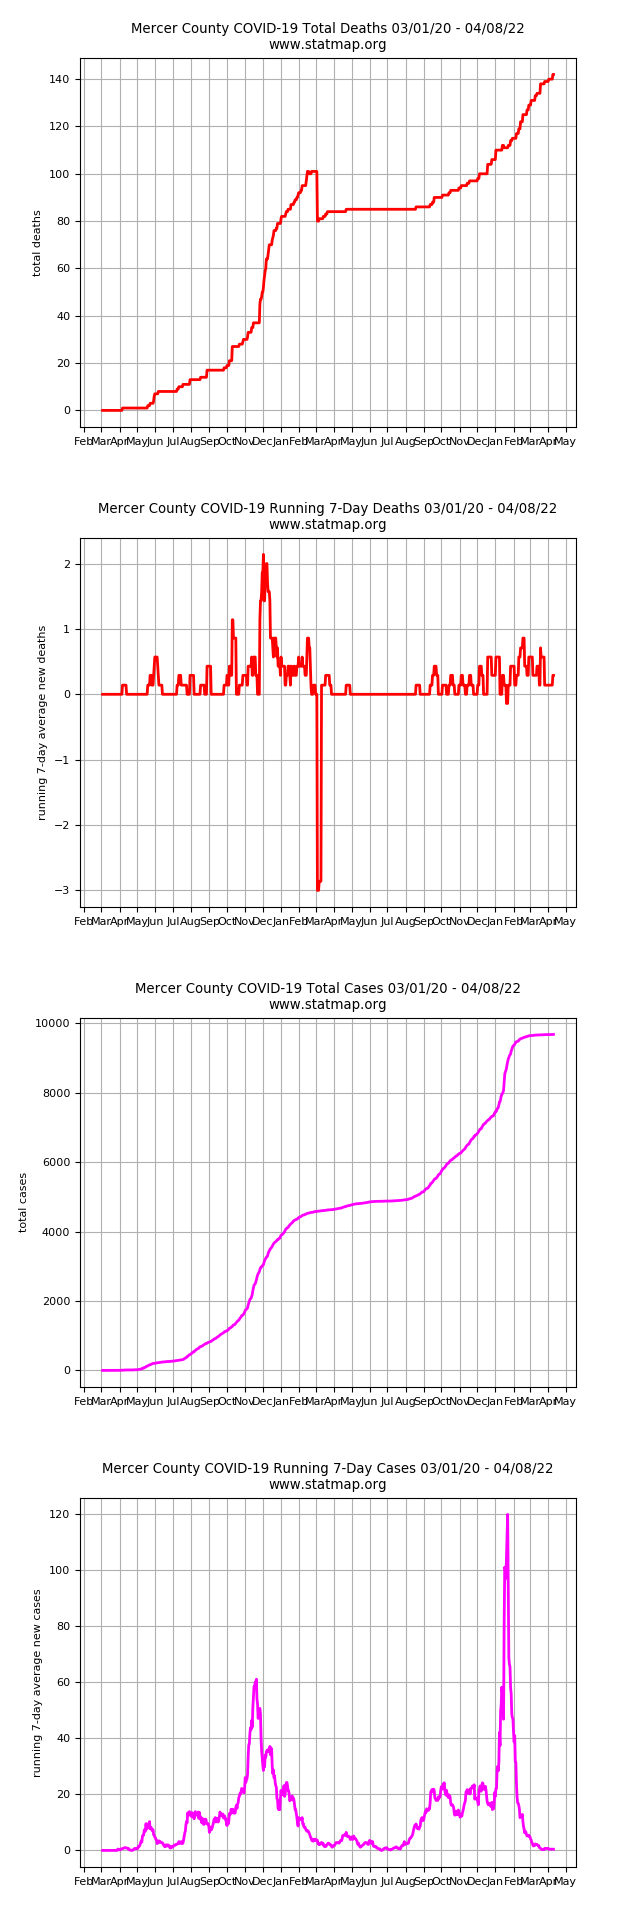 Mercer County COVID-19 Total Deaths 03/01/20 - 04/08/22
www.statmap.org
total deaths
140
120
100
80
60
40
20
0
Feb Mar Apr May Jun Jul Aug Sep Oct Nov Dec Jan Feb Mar Apr May Jun Jul Aug Sep Oct Nov Dec Jan Feb Mar Apr May
Mercer County COVID-19 Running 7-Day Deaths 03/01/20 - 04/08/22
www.statmap.org
running 7-day average new deaths
2
1
0
−1
−2
−3
Feb Mar Apr May Jun Jul Aug Sep Oct Nov Dec Jan Feb Mar Apr May Jun Jul Aug Sep Oct Nov Dec Jan Feb Mar Apr May
Mercer County COVID-19 Total Cases 03/01/20 - 04/08/22
www.statmap.org
total cases
10000
8000
6000
4000
2000
0
Feb Mar Apr May Jun Jul Aug Sep Oct Nov Dec Jan Feb Mar Apr May Jun Jul Aug Sep Oct Nov Dec Jan Feb Mar Apr May
Mercer County COVID-19 Running 7-Day Cases 03/01/20 - 04/08/22
www.statmap.org
running 7-day average new cases
120
100
80
60
40
20
0
Feb Mar Apr May Jun Jul Aug Sep Oct Nov Dec Jan Feb Mar Apr May Jun Jul Aug Sep Oct Nov Dec Jan Feb Mar Apr May